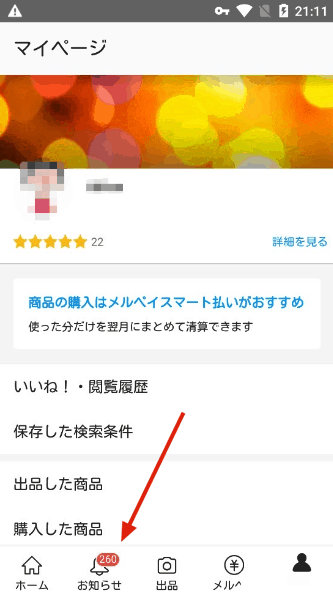 21:11
マイページ
22
詳細を見る
商品の購入はメルペイスマート払いがおすすめ
使った分だけを翌月にまとめて清算できます
いいね！・閲覧履歴
保存した検索条件
出品した商品
購入した商品
260
ホーム
お知らせ
出品
メルペ